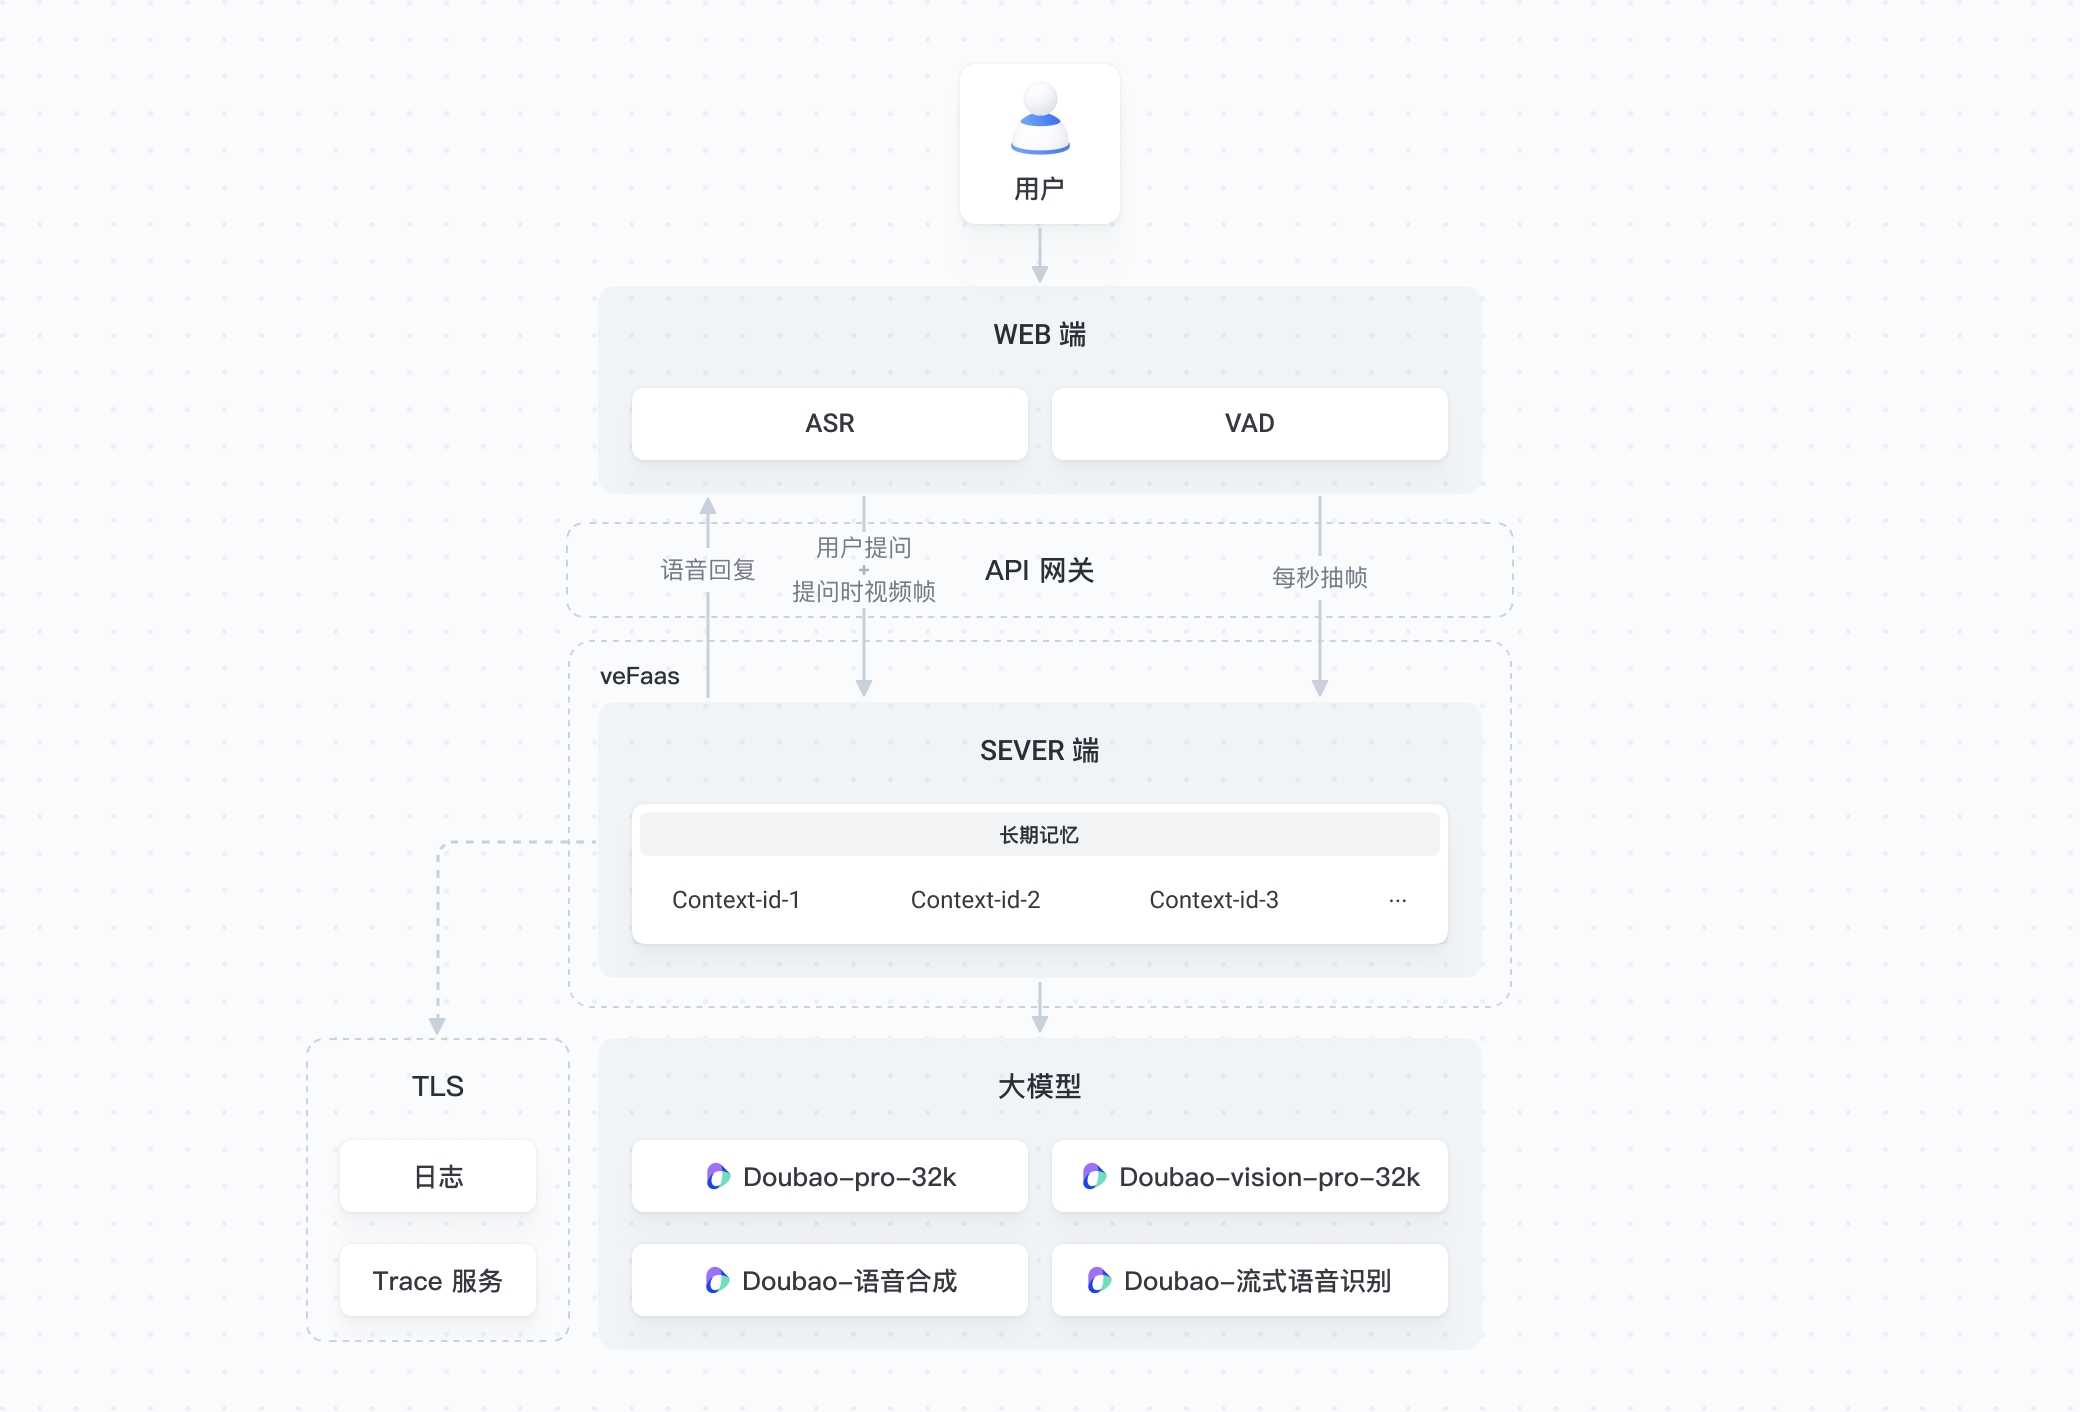 用户
WEB 端
ASR
VAD
语音回复
用户提问
+
提问时视频帧
API 网关
每秒抽帧
veFaas
SEVER 端
长期记忆
Context-id-1
Context-id-2
Context-id-3
···
TLS
日志
Trace 服务
大模型
Doubao-pro-32k
Doubao-vision-pro-32k
Doubao-语音合成
Doubao-流式语音识别